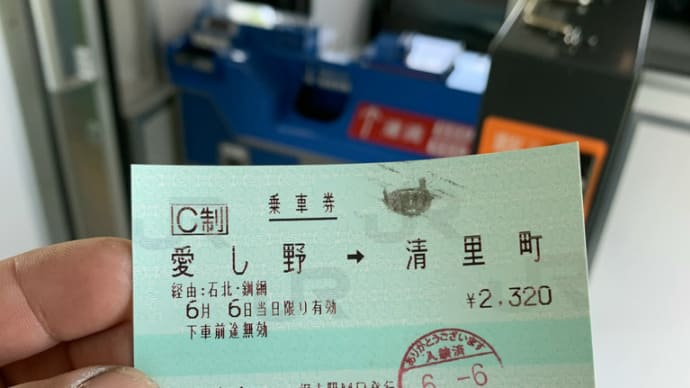 C制
乗車券
愛し野 → 清里町
経由:石北・釧網
¥2,320
6月 6日当日限り有効
下車前途無効
ありがとうございます
入鋏済
6.-6